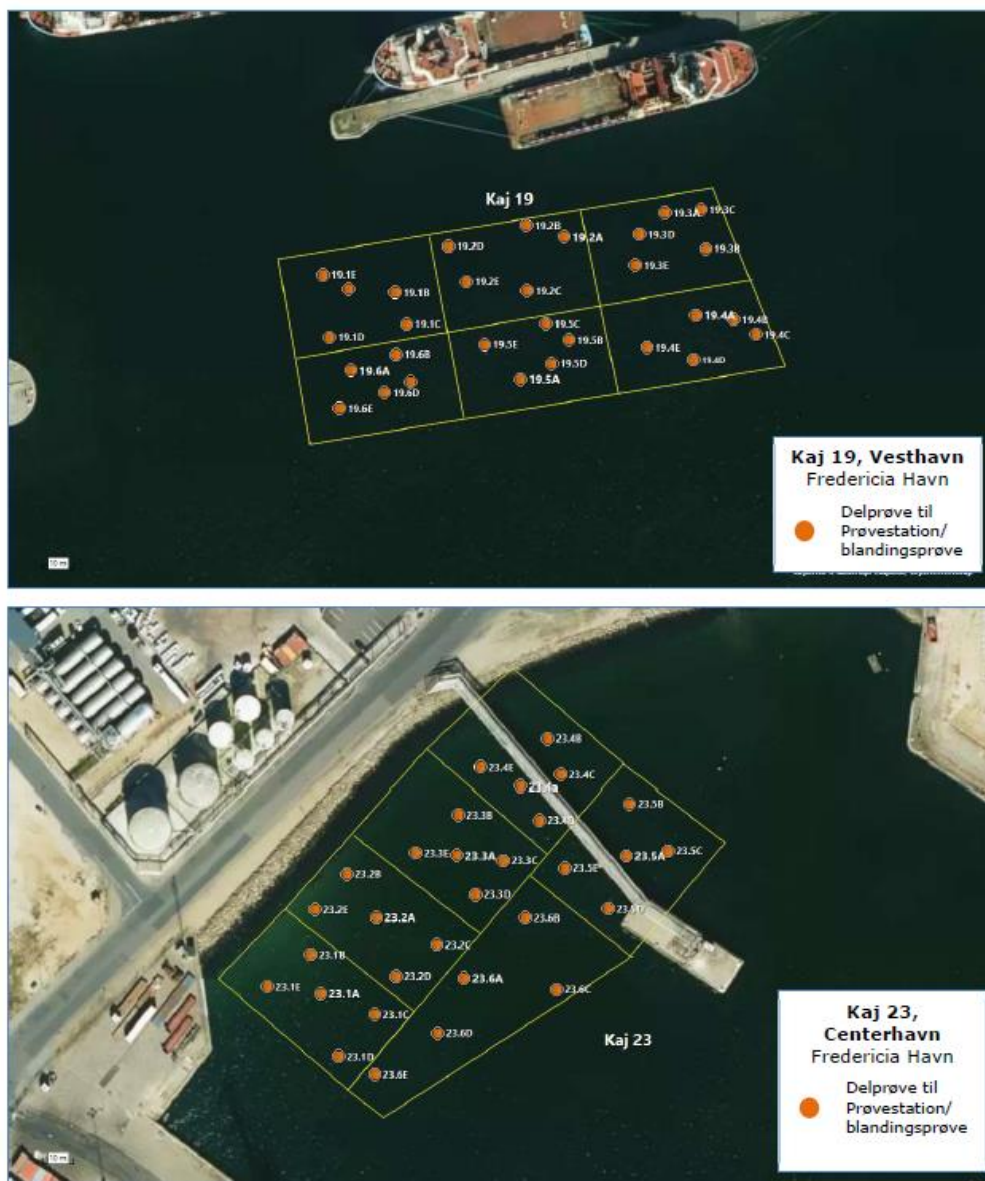 Kaj 19
19.3A
19.3C
19.2B
19.2A
19.3D
19.2D
19.3B
19.3E
19.1E
19.2E
19.1B
19.2C
19.4A
19.4B
19.1C
19.5C
19.4C
19.1D
19.5B
19.5E
19.4E
19.6B
19.4D
19.5D
19.6A
19.5A
19.6D
19.6E
Kaj 19, Vesthavn
Fredericia Havn
Delprøve til
Prøvestation/
blandingsprøve
10 m
23.4B
23.4E
23.4C
23.4a
23.5B
23.3B
23.4D
23.3E
23.3A
23.3C
23.5A
23.5C
23.5E
23.2B
23.3D
23.2E
23.2A
23.6B
23.5D
23.2C
23.1B
23.2D
23.6A
23.1E
23.1A
23.6C
23.1C
23.6D
Kaj 23
23.1D
23.6E
Kaj 23,
Centerhavn
Fredericia Havn
Delprøve til
Prøvestation/
blandingsprøve
10 m